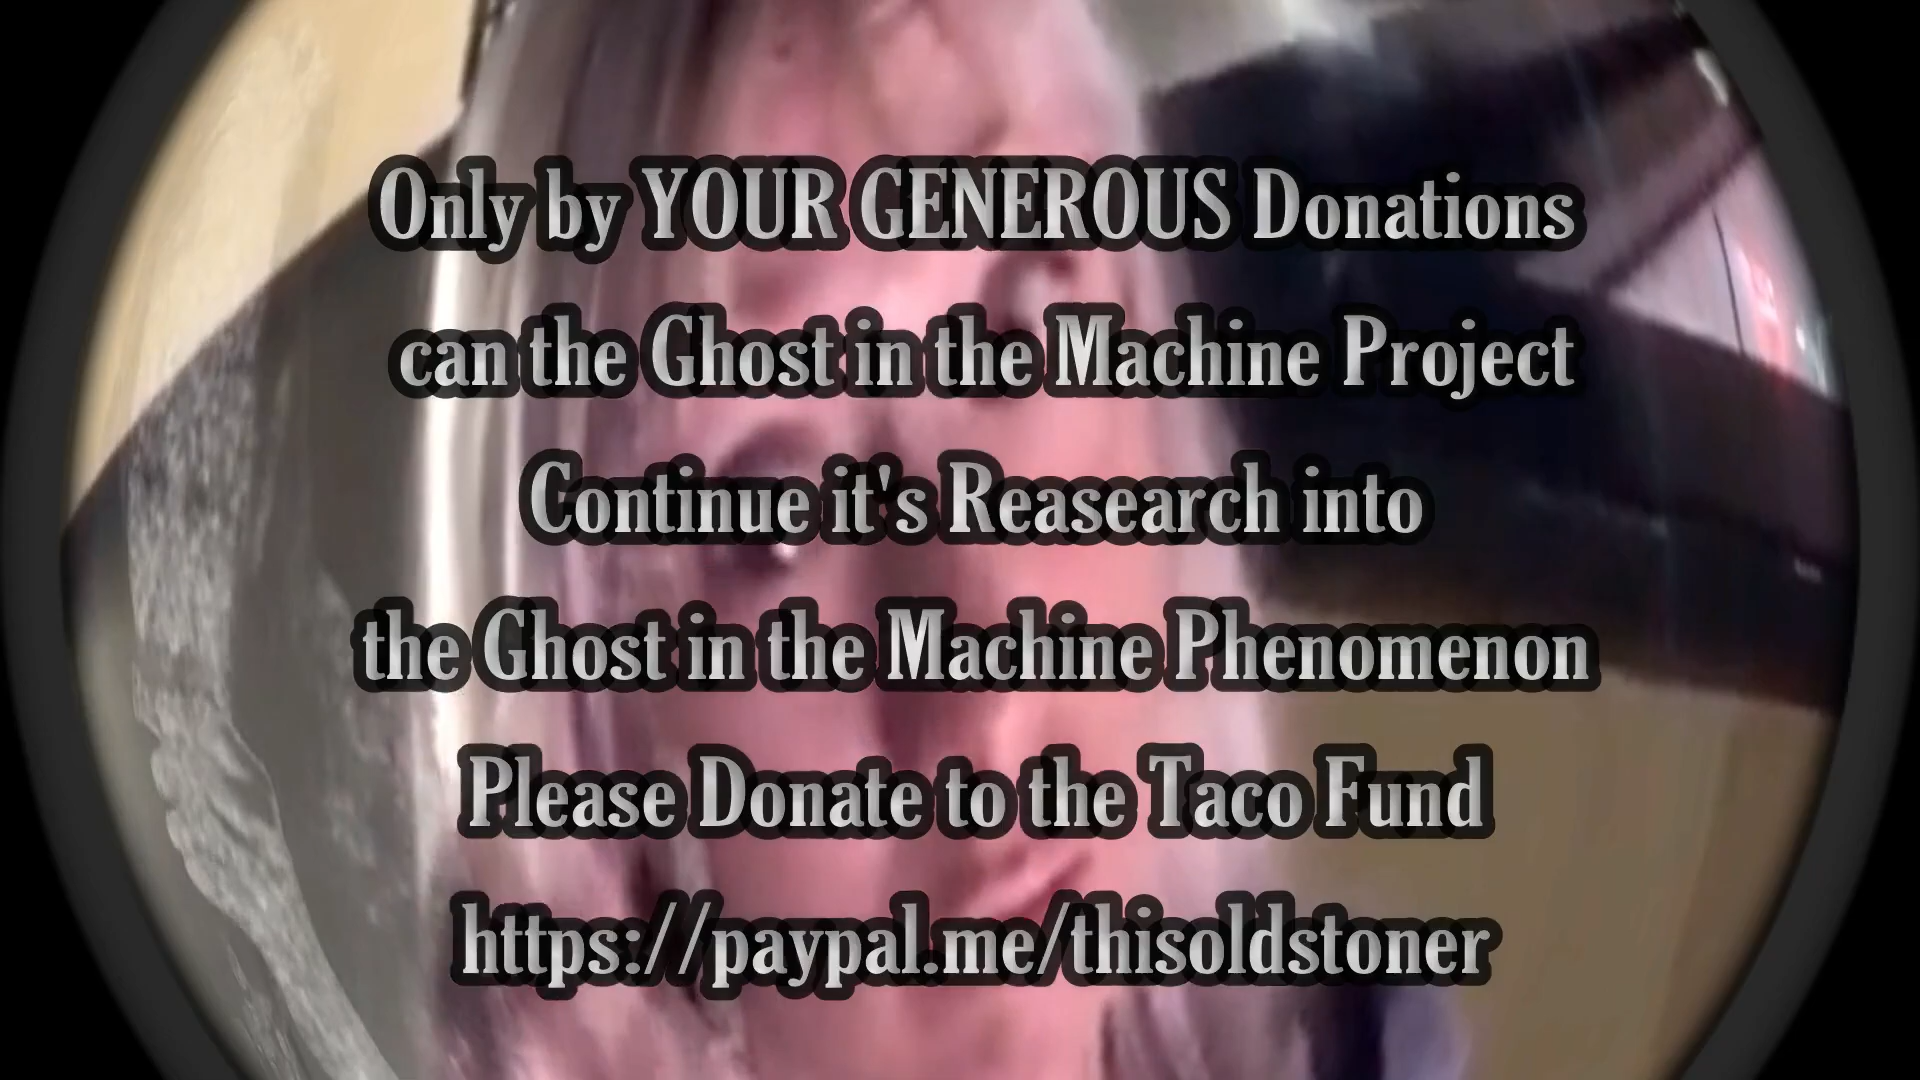 Only by YOUR GENEROUS Donations
can the Ghost in the Machine Project
Continue it's Reasearch into
the Ghost in the Machine Phenomenon
Please Donate to the Taco Fund
https://paypal.me/thisoldstoner